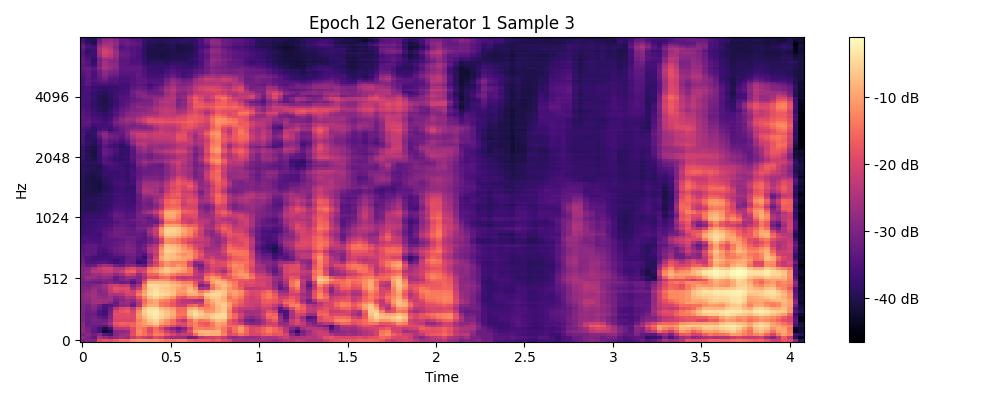 Epoch 12 Generator 1 Sample 3
Hz
4096
2048
1024
512
0
0 0.5 1 1.5 2 2.5 3 3.5 4
Time
-10 dB
-20 dB
-30 dB
-40 dB